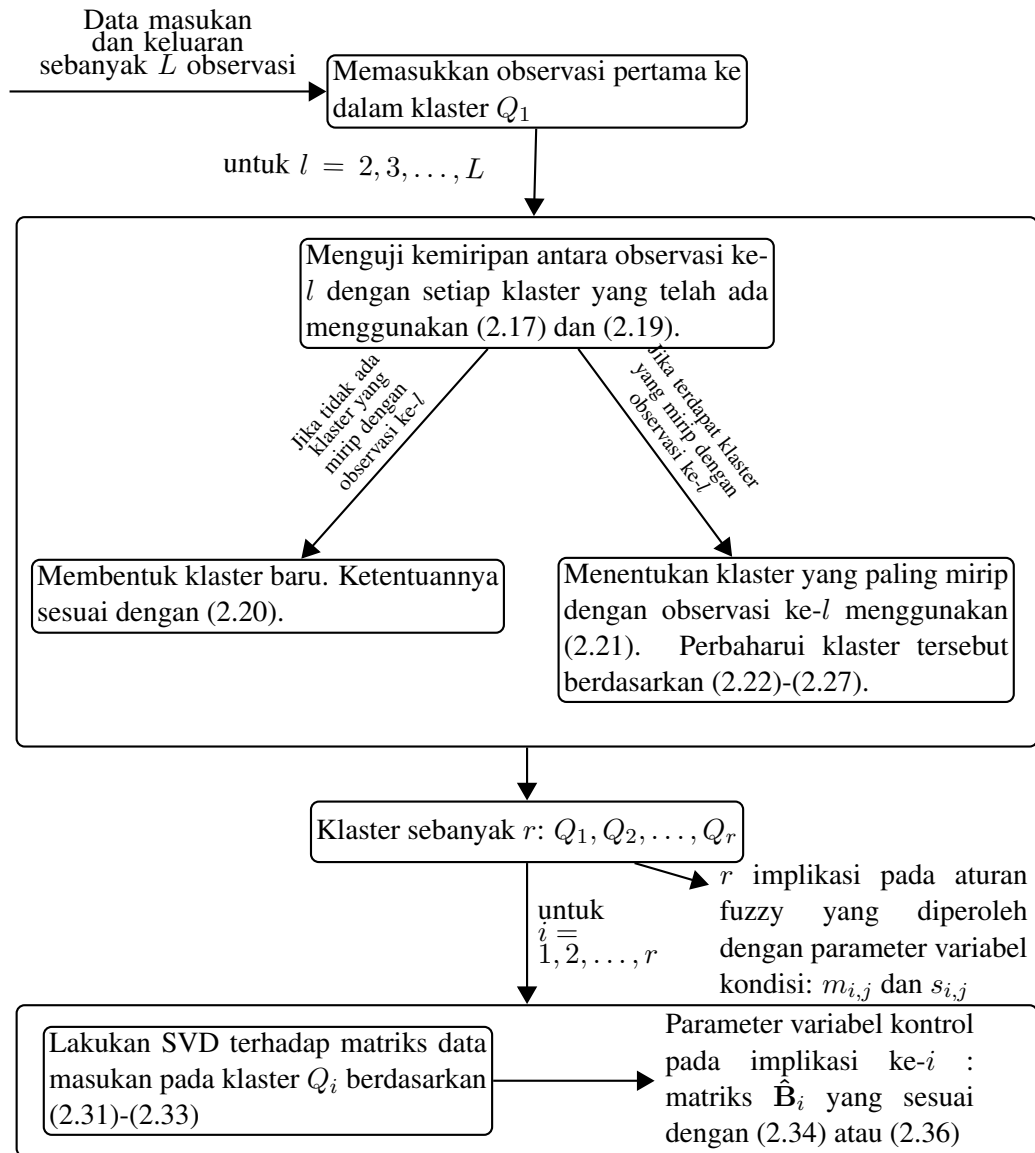 Data masukan
dan keluaran
sebanyak L observasi
Memasukkan observasi pertama ke
dalam klaster Q₁
untuk l = 2, 3, . . . , L
Menguji kemiripan antara observasi ke-
l dengan setiap klaster yang telah ada
menggunakan (2.17) dan (2.19).
Jika tidak ada
klaster yang
mirip dengan
observasi ke-l
Jika terdapat klaster
yang mirip dengan
observasi ke-l
Membentuk klaster baru. Ketentuannya
sesuai dengan (2.20).
Menentukan klaster yang paling mirip
dengan observasi ke-l menggunakan
(2.21). Perbaharui klaster tersebut
berdasarkan (2.22)-(2.27).
Klaster sebanyak r: Q₁, Q₂, . . . , Qᵣ
r implikasi pada aturan
fuzzy yang diperoleh
dengan parameter variabel
kondisi: m_{i,j} dan s_{i,j}
untuk
i =
1, 2, . . . , r
Lakukan SVD terhadap matriks data
masukan pada klaster Qᵢ berdasarkan
(2.31)-(2.33)
Parameter variabel kontrol
pada implikasi ke-i :
matriks B̂ᵢ yang sesuai
dengan (2.34) atau (2.36)